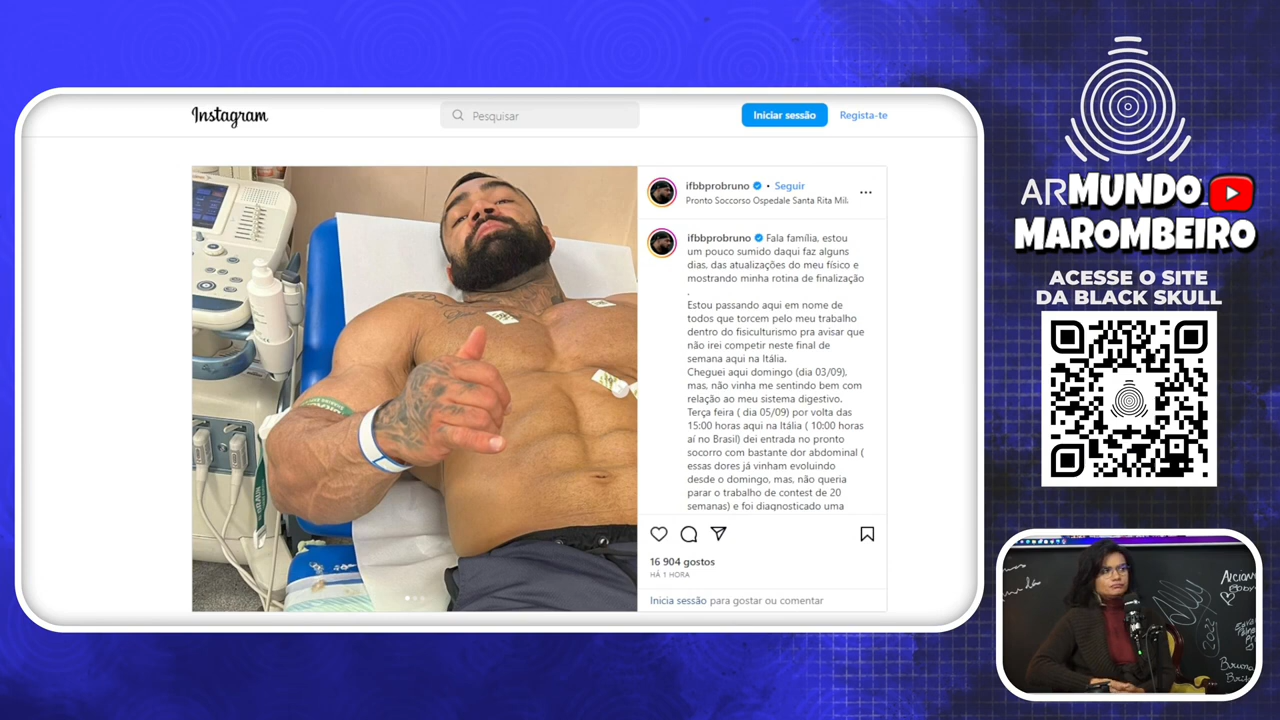 Instagram
Pesquisar
Iniciar sessão
Regista-te
ifbbprobruno • Seguir
Pronto Soccorso Ospedale Santa Rita Mil
ifbbprobruno Fala família, estou
um pouco sumido daqui faz alguns
dias, das atualizações do meu físico e
mostrando minha rotina de finalização
.
Estou passando aqui em nome de
todos que torcem pelo meu trabalho
dentro do fisiculturismo pra avisar que
não irei competir neste final de
semana aqui na Itália.
Cheguei aqui domingo (dia 03/09),
mas, não vinha me sentindo bem com
relação ao meu sistema digestivo.
Terça feira ( dia 05/09) por volta das
15:00 horas aqui na Itália ( 10:00 horas
aí no Brasil) dei entrada no pronto
socorro com bastante dor abdominal (
essas dores já vinham evoluindo
desde o domingo, mas, não queria
parar o trabalho de contest de 20
semanas) e foi diagnosticado uma
16 904 gostos
HÁ 1 HORA
Inicia sessão para gostar ou comentar
AR
MUNDO
MAROMBEIRO
ACESSE O SITE
DA BLACK SKULL
2023
Bruna